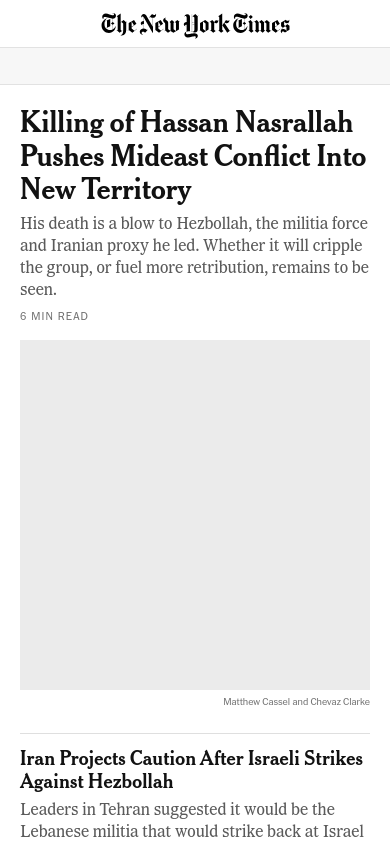 The New York Times
Killing of Hassan Nasrallah
Pushes Mideast Conflict Into
New Territory
His death is a blow to Hezbollah, the militia force
and Iranian proxy he led. Whether it will cripple
the group, or fuel more retribution, remains to be
seen.
6 MIN READ
Matthew Cassel and Chevaz Clarke
Iran Projects Caution After Israeli Strikes
Against Hezbollah
Leaders in Tehran suggested it would be the
Lebanese militia that would strike back at Israel